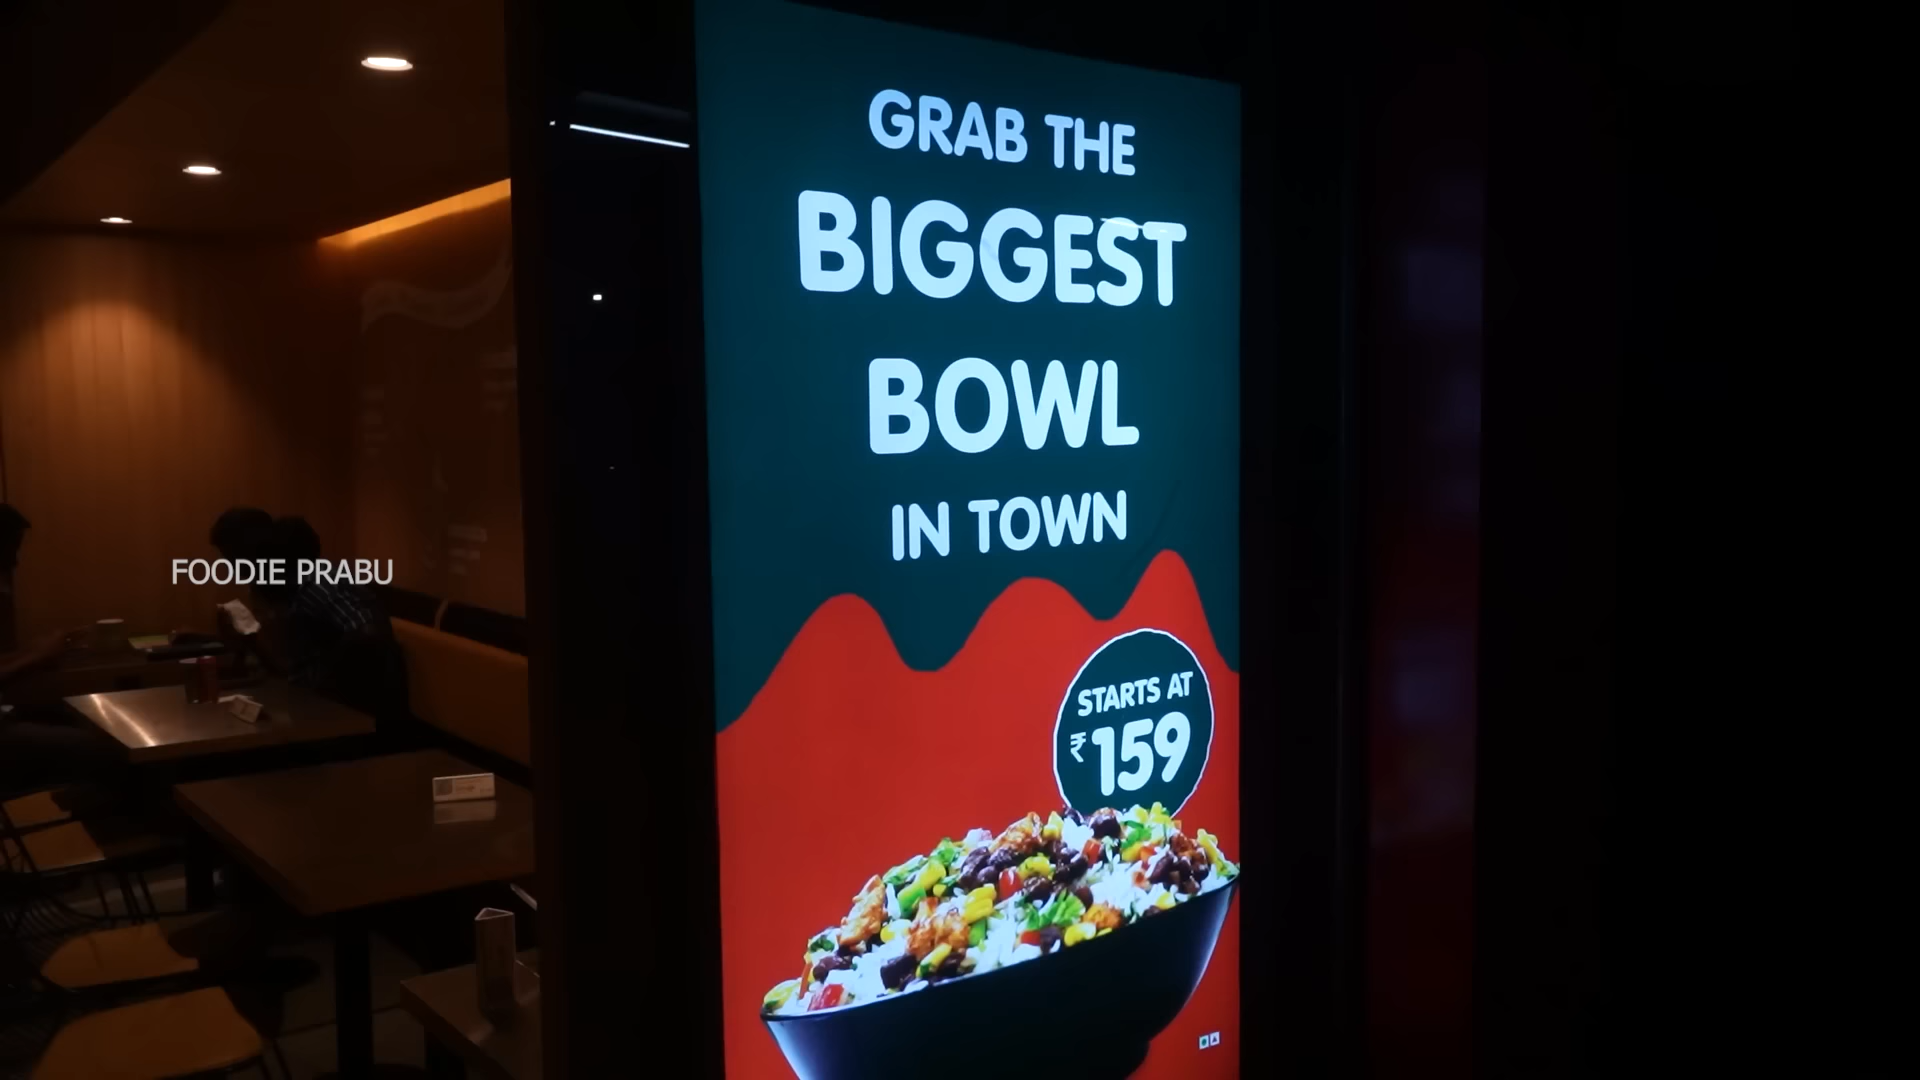 GRAB THE
BIGGEST
BOWL
IN TOWN
STARTS AT
₹159
FOODIE PRABU